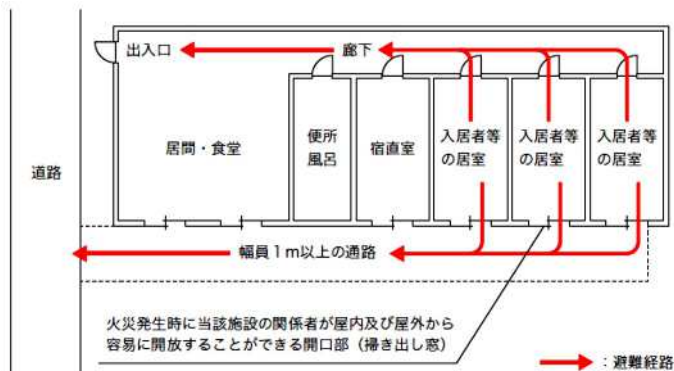 出入口
廊下
居間・食堂
便所
風呂
宿直室
入居者等
の居室
入居者等
の居室
入居者等
の居室
道路
幅員1m以上の通路
火災発生時に当該施設の関係者が屋内及び屋外から
容易に開放することができる開口部（掃き出し窓）
：避難経路